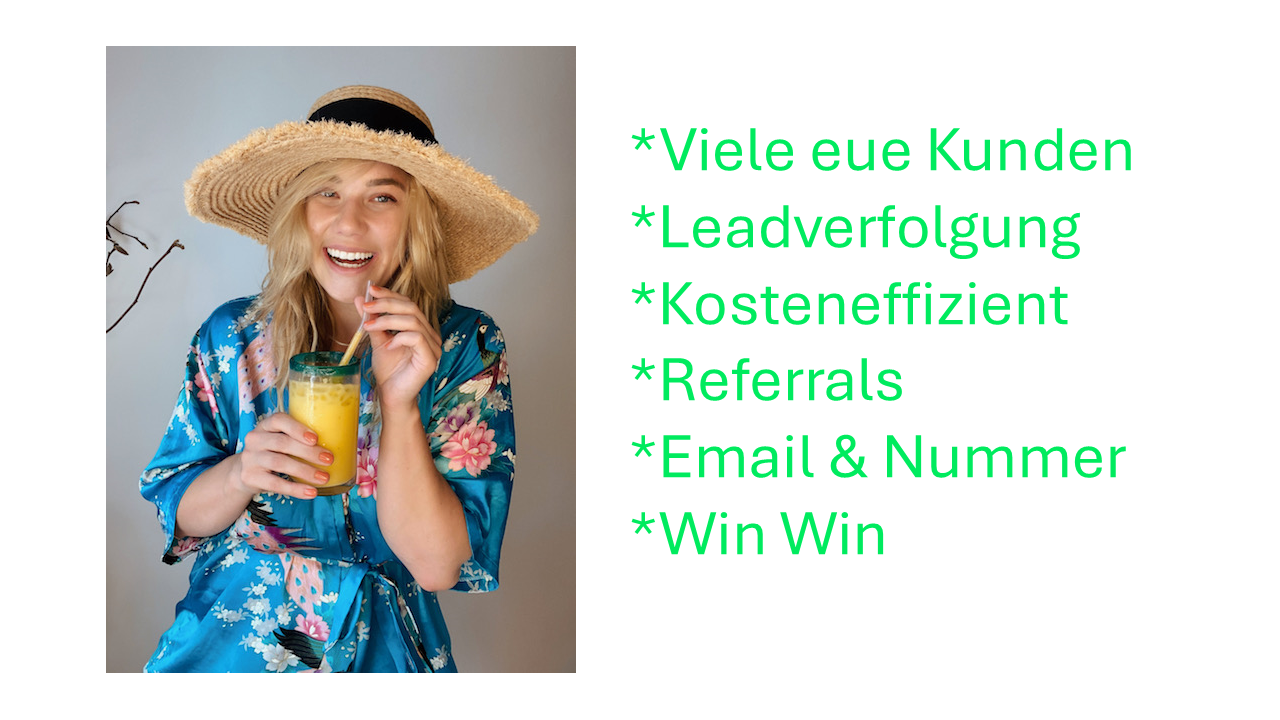 *Viele eue Kunden
*Leadverfolgung
*Kosteneffizient
*Referrals
*Email & Nummer
*Win Win